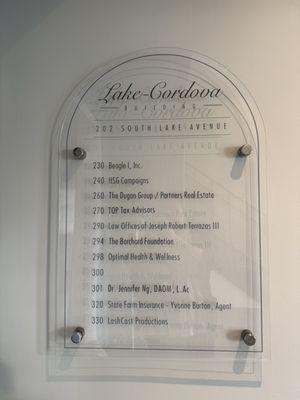 Lake-Cordova
BUILDING
202 SOUTH LAKE AVENUE
230 Beagle I, Inc.
240 HSG Campaigns
260 The Dugan Group / Partners Real Estate
270 TOP Tax Advisors
290 Law Offices of Joseph Robert Terrazas III
294 The Borchard Foundation
298 Optimal Health & Wellness
300
301 Dr. Jennifer Ng, DAOM, L.Ac
320 State Farm Insurance - Yvonne Burton, Agent
330 LashCast Productions